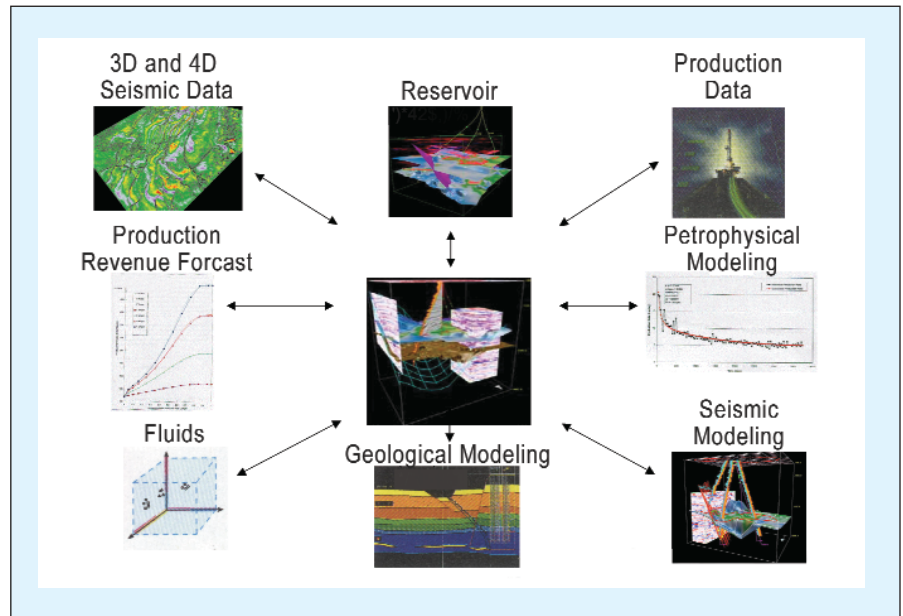 3D and 4D
Seismic Data
Reservoir
Production
Data
Production
Revenue Forcast
Petrophysical
Modeling
Fluids
Geological Modeling
Seismic
Modeling